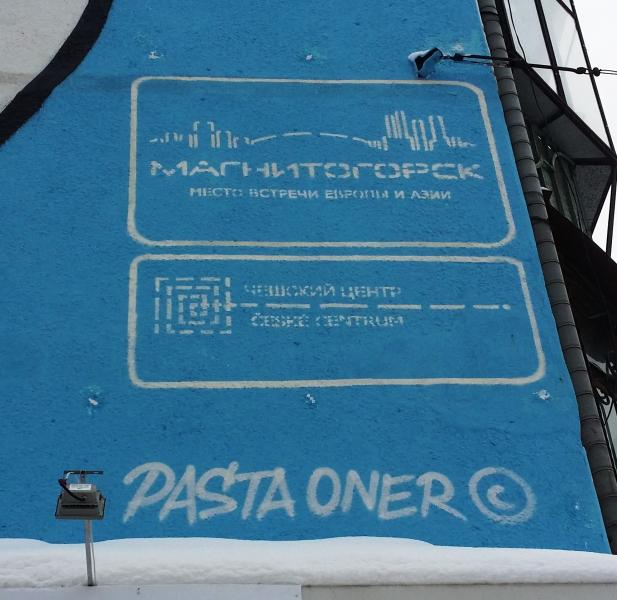 МАГНИТОГОРСК
МЕСТО ВСТРЕЧИ ЕВРОПЫ И АЗИИ
ЧЕШСКИЙ ЦЕНТР
ČESKÉ CENTRUM
PASTA ONER ©